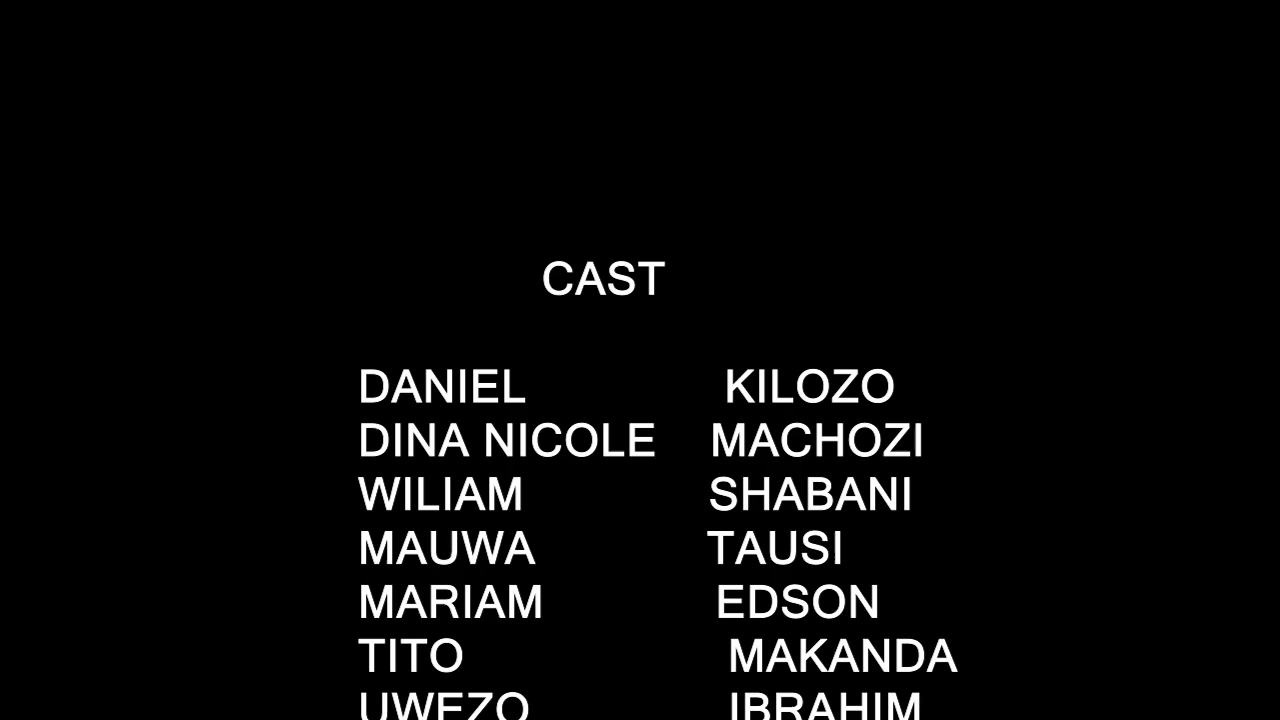 CAST
DANIEL KILOZO
DINA NICOLE MACHOZI
WILIAM SHABANI
MAUWA TAUSI
MARIAM EDSON
TITO MAKANDA
UWEZO IBRAHIM